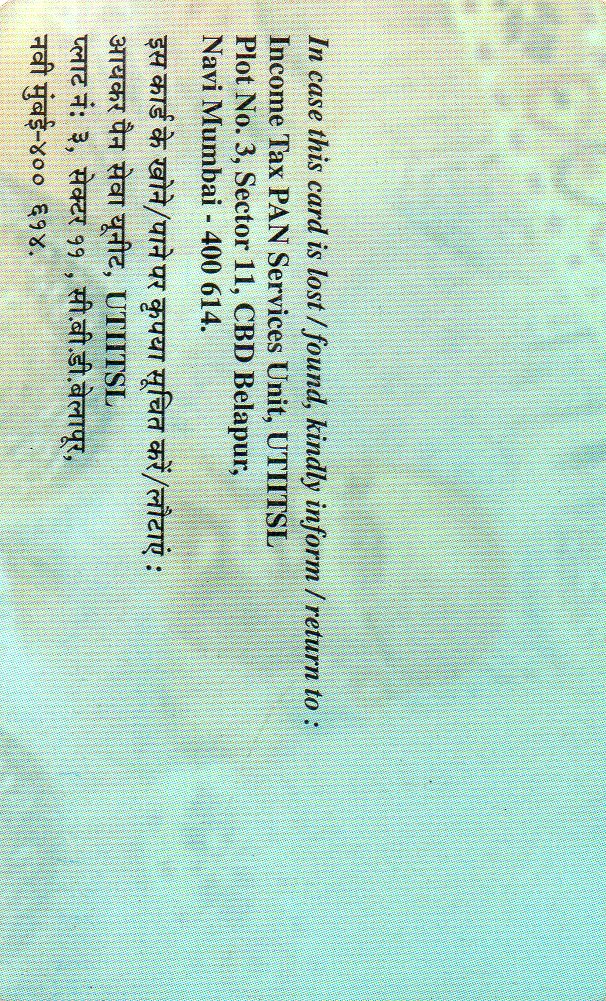 In case this card is lost / found, kindly inform / return to :
Income Tax PAN Services Unit, UTIITSL
Plot No. 3, Sector 11, CBD Belapur,
Navi Mumbai - 400 614.
इस कार्ड के खोने/पाने पर कृपया सूचित करें/लौटाएं :
आयकर पैन सेवा यूनीट, UTIITSL
प्लाट नं: ३, सेक्टर ११ , सी.बी.डी.बेलापूर,
नवी मुंबई-४०० ६१४.